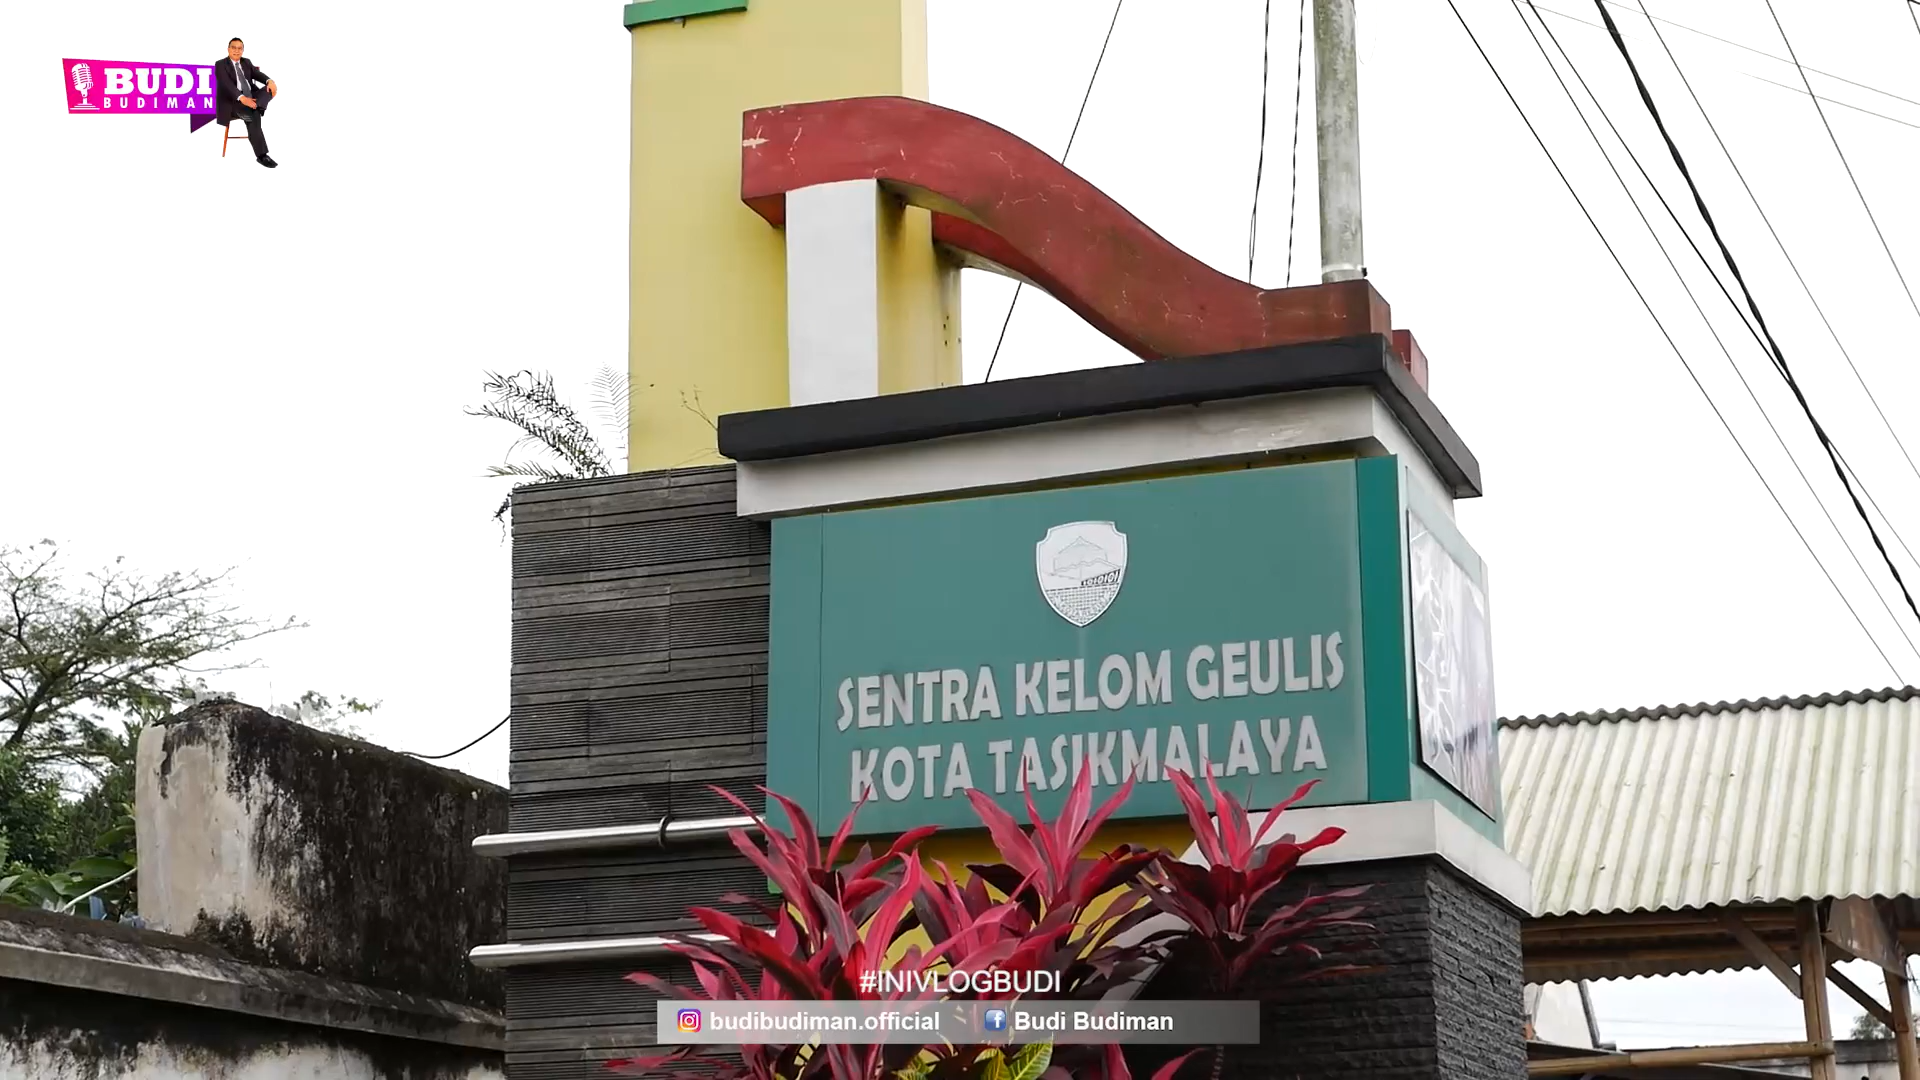 BUDI
BUDIMAN
SENTRA KELOM GEULIS
KOTA TASIKMALAYA
#INIVLOGBUDI
budibudiman.official
Budi Budiman